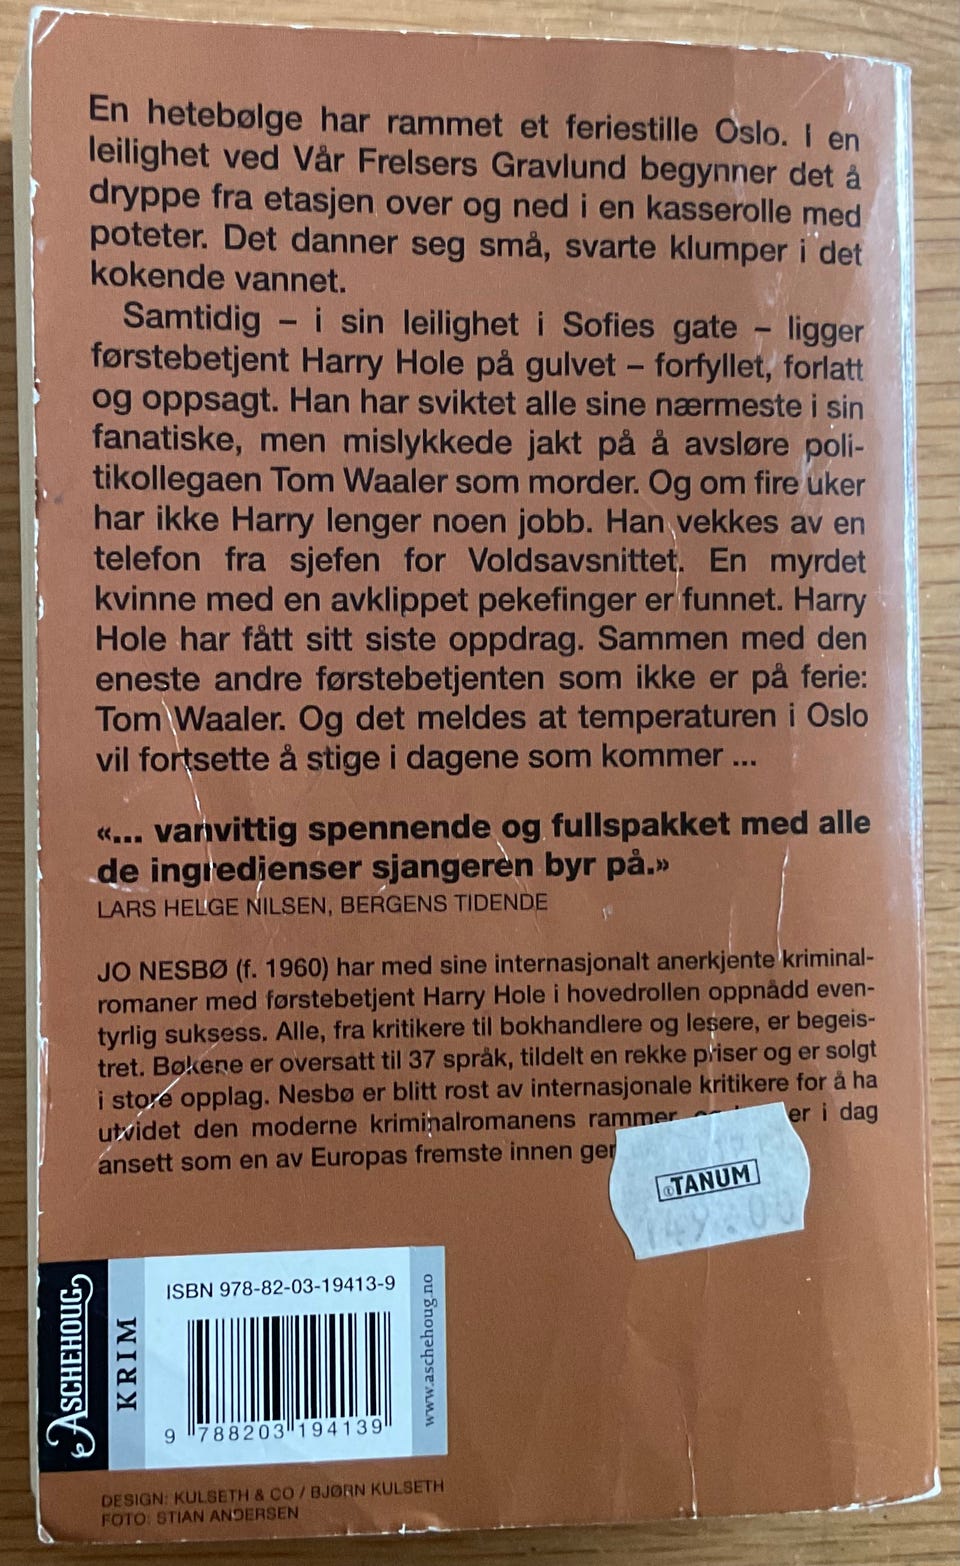 En hetebølge har rammet et feriestille Oslo. I en
leilighet ved Vår Frelsers Gravlund begynner det å
dryppe fra etasjen over og ned i en kasserolle med
poteter. Det danner seg små, svarte klumper i det
kokende vannet.
Samtidig – i sin leilighet i Sofies gate – ligger
førstebetjent Harry Hole på gulvet – forfyllet, forlatt
og oppsagt. Han har sviktet alle sine nærmeste i sin
fanatiske, men mislykkede jakt på å avsløre poli-
tikollegaen Tom Waaler som morder. Og om fire uker
har ikke Harry lenger noen jobb. Han vekkes av en
telefon fra sjefen for Voldsavsnittet. En myrdet
kvinne med en avklippet pekefinger er funnet. Harry
Hole har fått sitt siste oppdrag. Sammen med den
eneste andre førstebetjenten som ikke er på ferie:
Tom Waaler. Og det meldes at temperaturen i Oslo
vil fortsette å stige i dagene som kommer ...
«... vanvittig spennende og fullspakket med alle
de ingredienser sjangeren byr på.»
LARS HELGE NILSEN, BERGENS TIDENDE
JO NESBØ (f. 1960) har med sine internasjonalt anerkjente kriminal-
romaner med førstebetjent Harry Hole i hovedrollen oppnådd even-
tyrlig suksess. Alle, fra kritikere til bokhandlere og lesere, er begeis-
tret. Bøkene er oversatt til 37 språk, tildelt en rekke priser og er solgt
i store opplag. Nesbø er blitt rost av internasjonale kritikere for å ha
utvidet den moderne kriminalromanens rammer er i dag
ansett som en av Europas fremste innen
TANUM
149.00
ISBN 978-82-03-19413-9
9 788203 194139
ASCHEHOUG
KRIM
www.aschehoug.no
DESIGN: KULSETH & CO / BJØRN KULSETH
FOTO: STIAN ANDERSEN